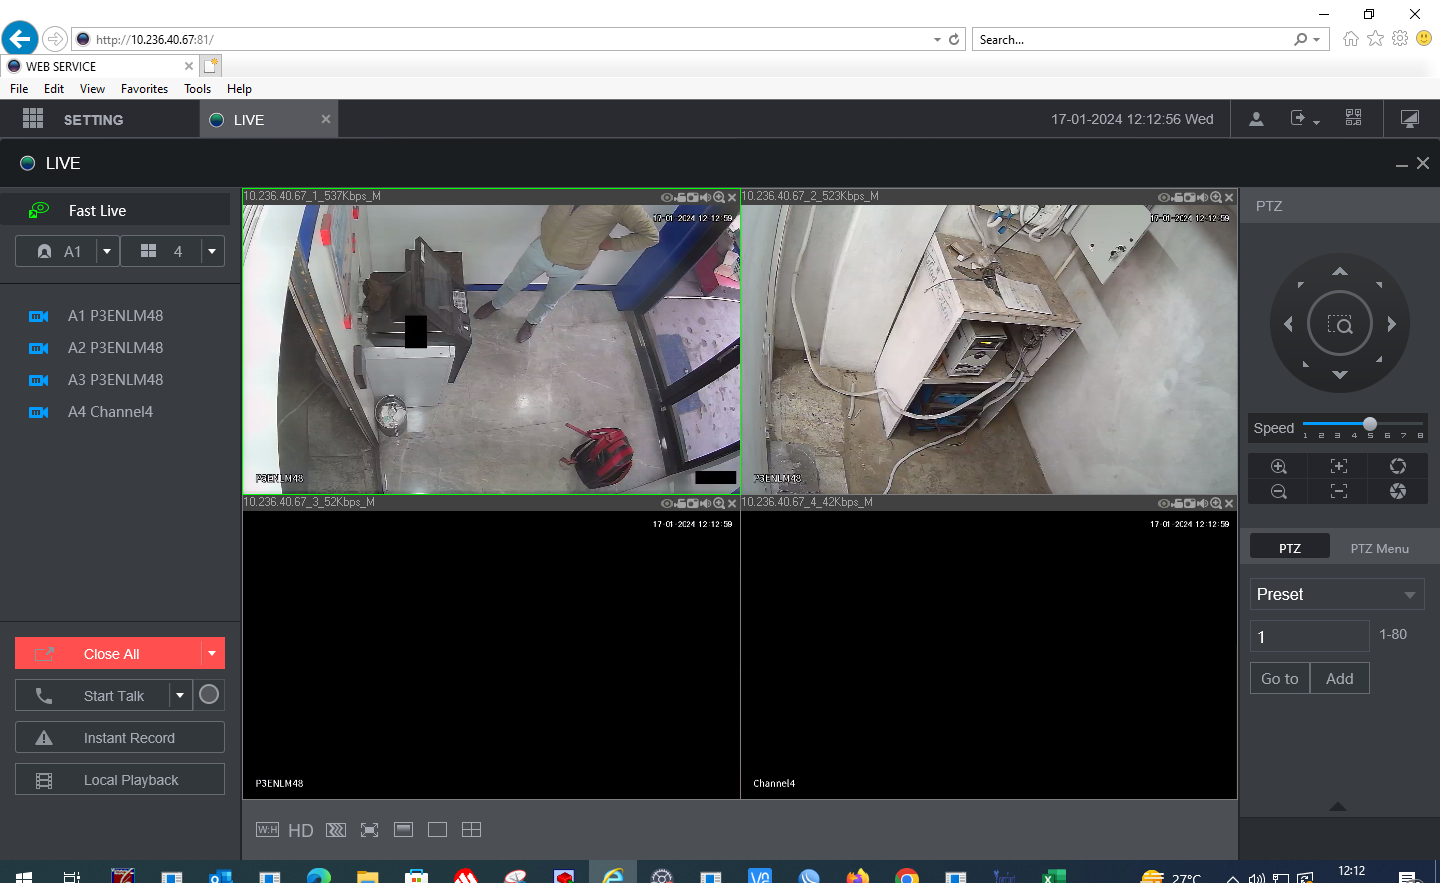 http://10.236.40.67:81/
Search...
WEB SERVICE
File Edit View Favorites Tools Help
SETTING
LIVE
17-01-2024 12:12:56 Wed
LIVE
Fast Live
A1
4
A1 P3ENLM48
A2 P3ENLM48
A3 P3ENLM48
A4 Channel4
Close All
Start Talk
Instant Record
Local Playback
10.236.40.67_1_537Kbps_M
17-01-2024 12:12:59
P3ENLM48
10.236.40.67_2_523Kbps_M
17-01-2024 12:12:59
P3ENLM48
10.236.40.67_3_52Kbps_M
17-01-2024 12:12:59
P3ENLM48
10.236.40.67_4_42Kbps_M
17-01-2024 12:12:59
Channel4
W:H HD
PTZ
Speed
1 2 3 4 5 6 7 8
PTZ PTZ Menu
Preset
1
1-80
Go to Add
27°C
12:12